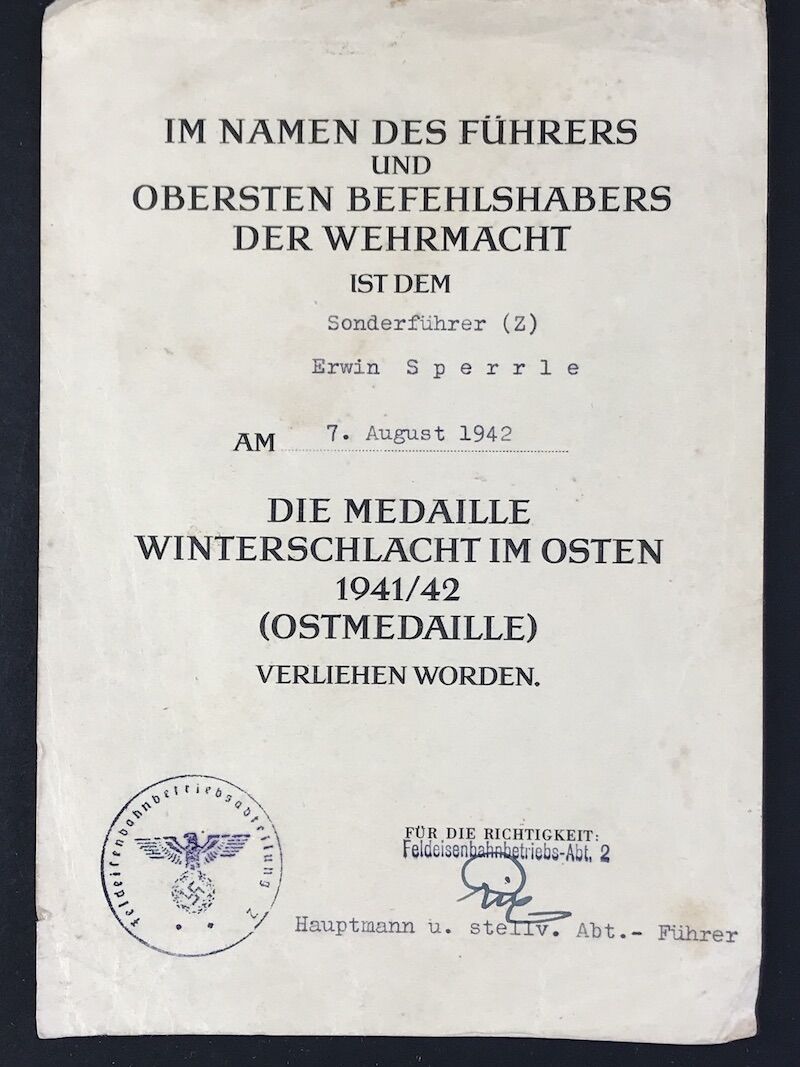 IM NAMEN DES FÜHRERS
UND
OBERSTEN BEFEHLSHABERS
DER WEHRMACHT
IST DEM
Sonderführer (Z)
Erwin S p e r r l e
AM 7. August 1942
DIE MEDAILLE
WINTERSCHLACHT IM OSTEN
1941/42
(OSTMEDAILLE)
VERLIEHEN WORDEN.
Feldeisenbahnbetriebsabteilung 2
FÜR DIE RICHTIGKEIT:
Feldeisenbahnbetriebs-Abt. 2
Hauptmann u. stellv. Abt.- Führer